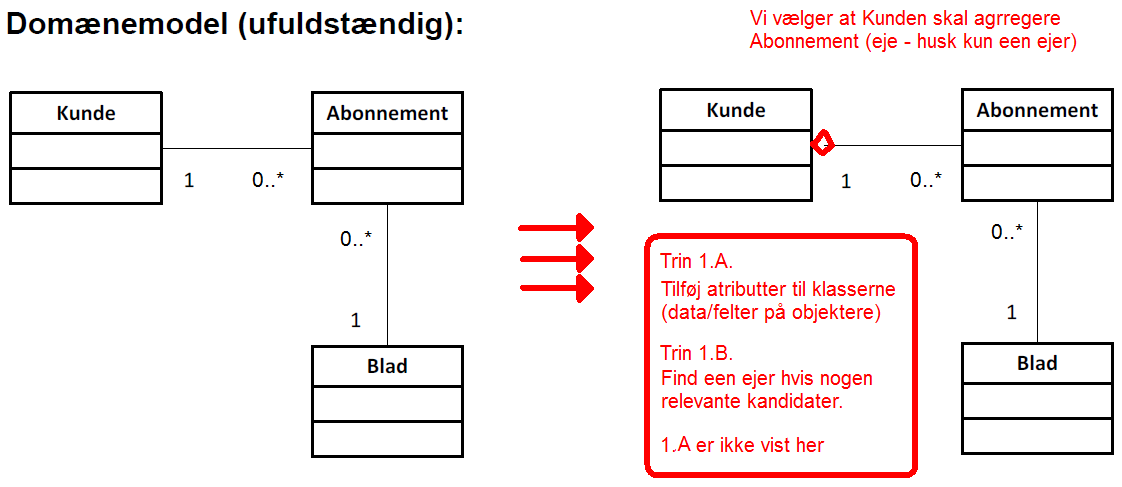 Domænemodel (ufuldstændig):
Vi vælger at Kunden skal agrregere
Abonnement (eje - husk kun een ejer)
Kunde
Abonnement
1
0..*
0..*
1
Blad
Kunde
Abonnement
1
0..*
0..*
1
Blad
Trin 1.A.
Tilføj atributter til klasserne
(data/felter på objektere)
Trin 1.B.
Find een ejer hvis nogen
relevante kandidater.
1.A er ikke vist her